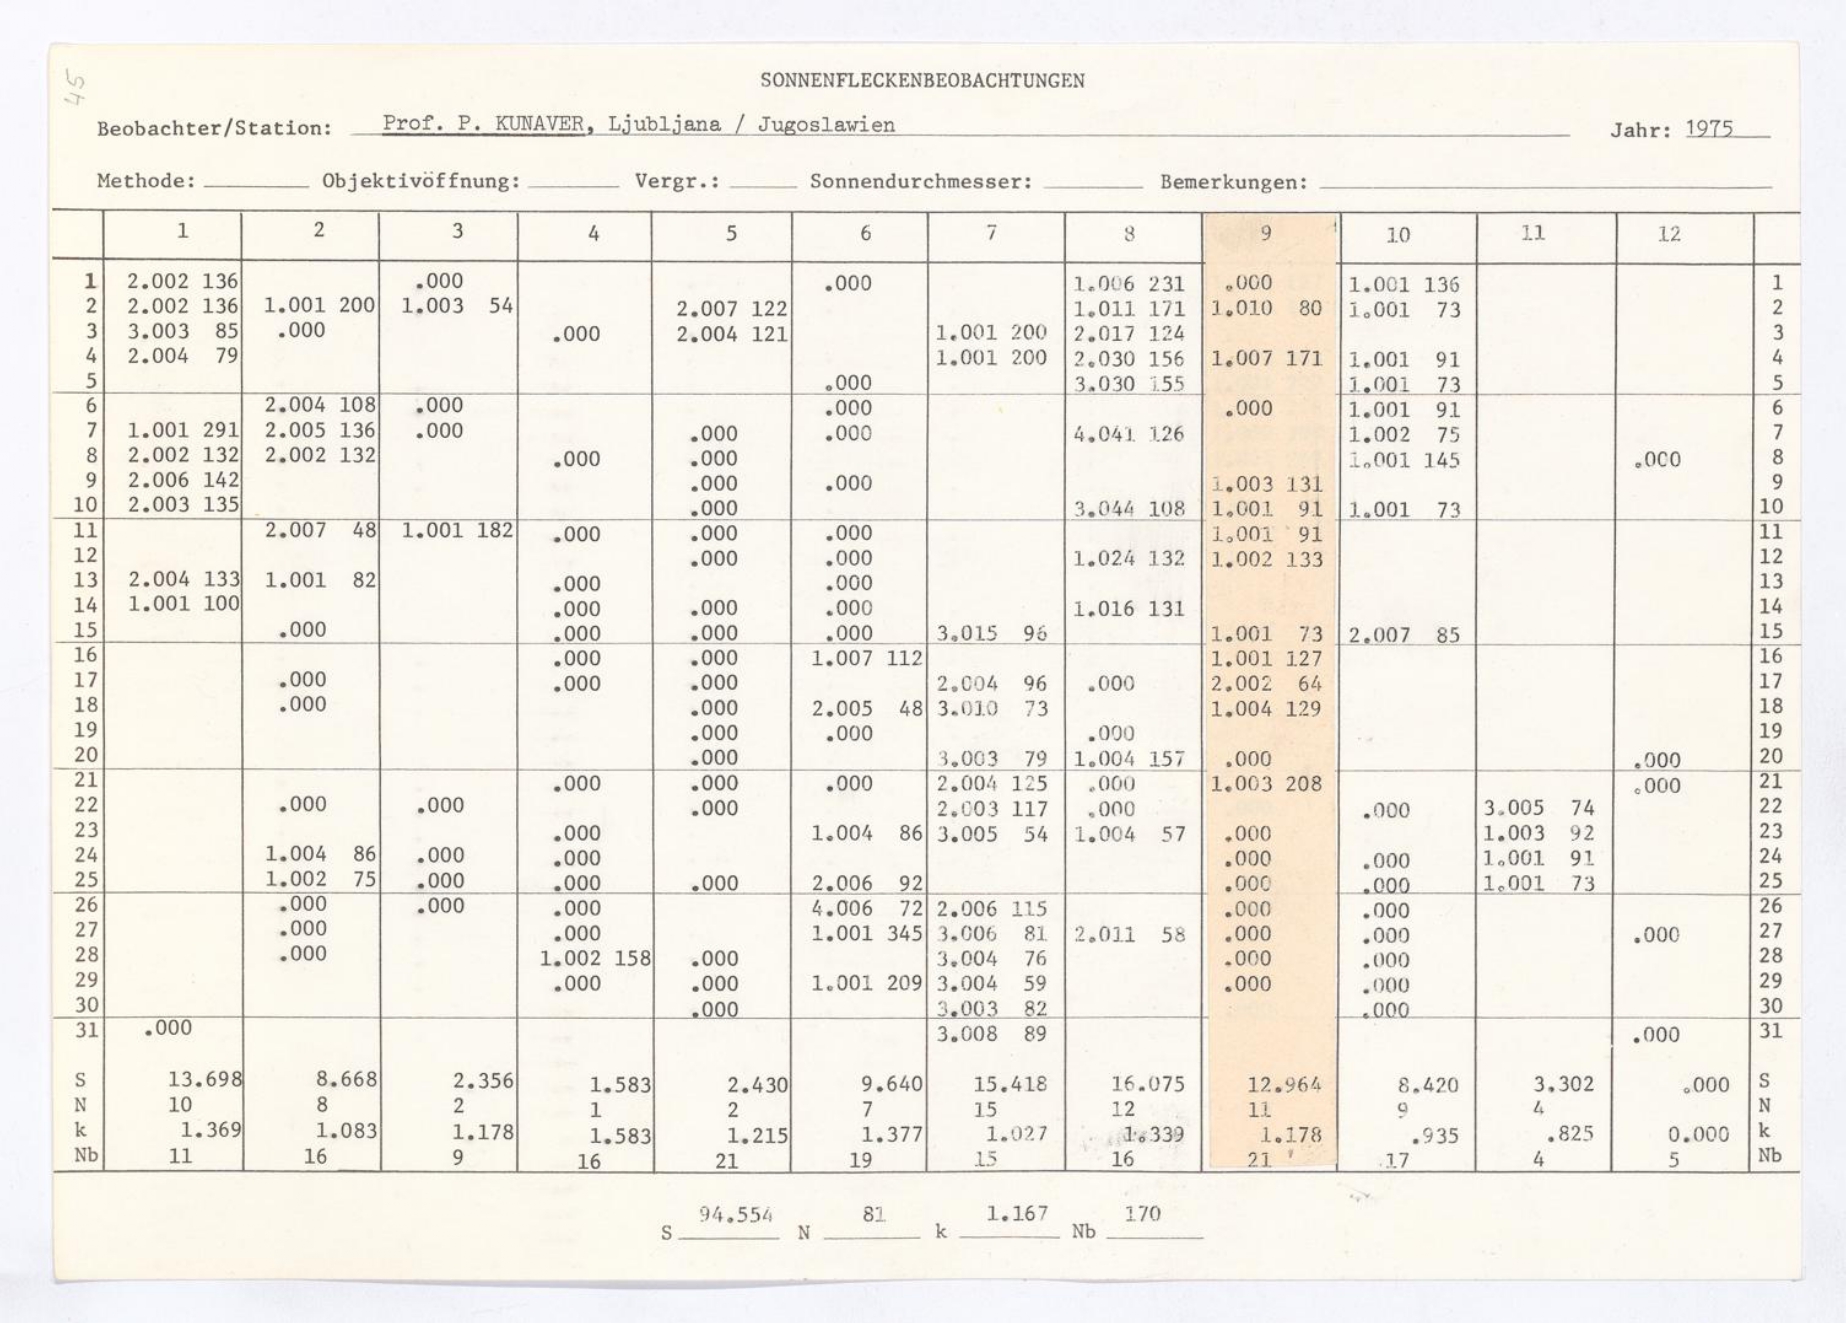 45
SONNENFLECKENBEOBACHTUNGEN
Beobachter/Station: Prof. P. KUNAVER, Ljubljana / Jugoslawien Jahr: 1975
Methode: Objektivöffnung: Vergr.: Sonnendurchmesser: Bemerkungen:
1 2 3 4 5 6 7 8 9 10 11 12
1 2.002 136 .000 .000 1.006 231 .000 1.001 136 1
2 2.002 136 1.001 200 1.003 54 2.007 122 1.011 171 1.010 80 1.001 73 2
3 3.003 85 .000 .000 2.004 121 1.001 200 2.017 124 3
4 2.004 79 1.001 200 2.030 156 1.007 171 1.001 91 4
5 .000 3.030 155 1.001 73 5
6 2.004 108 .000 .000 .000 1.001 91 6
7 1.001 291 2.005 136 .000 .000 .000 4.041 126 1.002 75 7
8 2.002 132 2.002 132 .000 .000 1.001 145 .000 8
9 2.006 142 .000 .000 1.003 131 9
10 2.003 135 .000 3.044 108 1.001 91 1.001 73 10
11 2.007 48 1.001 182 .000 .000 .000 1.001 91 11
12 .000 .000 1.024 132 1.002 133 12
13 2.004 133 1.001 82 .000 .000 13
14 1.001 100 .000 .000 .000 1.016 131 14
15 .000 .000 .000 .000 3.015 96 1.001 73 2.007 85 15
16 .000 .000 1.007 112 1.001 127 16
17 .000 .000 .000 2.004 96 .000 2.002 64 17
18 .000 .000 2.005 48 3.010 73 1.004 129 18
19 .000 .000 .000 19
20 .000 3.003 79 1.004 157 .000 .000 20
21 .000 .000 .000 2.004 125 .000 1.003 208 .000 21
22 .000 .000 .000 2.003 117 .000 .000 3.005 74 22
23 .000 1.004 86 3.005 54 1.004 57 .000 1.003 92 23
24 1.004 86 .000 .000 .000 .000 1.001 91 24
25 1.002 75 .000 .000 .000 2.006 92 .000 .000 1.001 73 25
26 .000 .000 .000 4.006 72 2.006 115 .000 .000 26
27 .000 .000 1.001 345 3.006 81 2.011 58 .000 .000 .000 27
28 .000 1.002 158 .000 3.004 76 .000 .000 28
29 .000 .000 1.001 209 3.004 59 .000 .000 29
30 .000 3.003 82 .000 30
31 .000 3.008 89 .000 31
S 13.698 8.668 2.356 1.583 2.430 9.640 15.418 16.075 12.964 8.420 3.302 .000 S
N 10 8 2 1 2 7 15 12 11 9 4 N
k 1.369 1.083 1.178 1.583 1.215 1.377 1.027 1.339 1.178 .935 .825 0.000 k
Nb 11 16 9 16 21 19 15 16 21 17 4 5 Nb
S 94.554 N 81 k 1.167 Nb 170